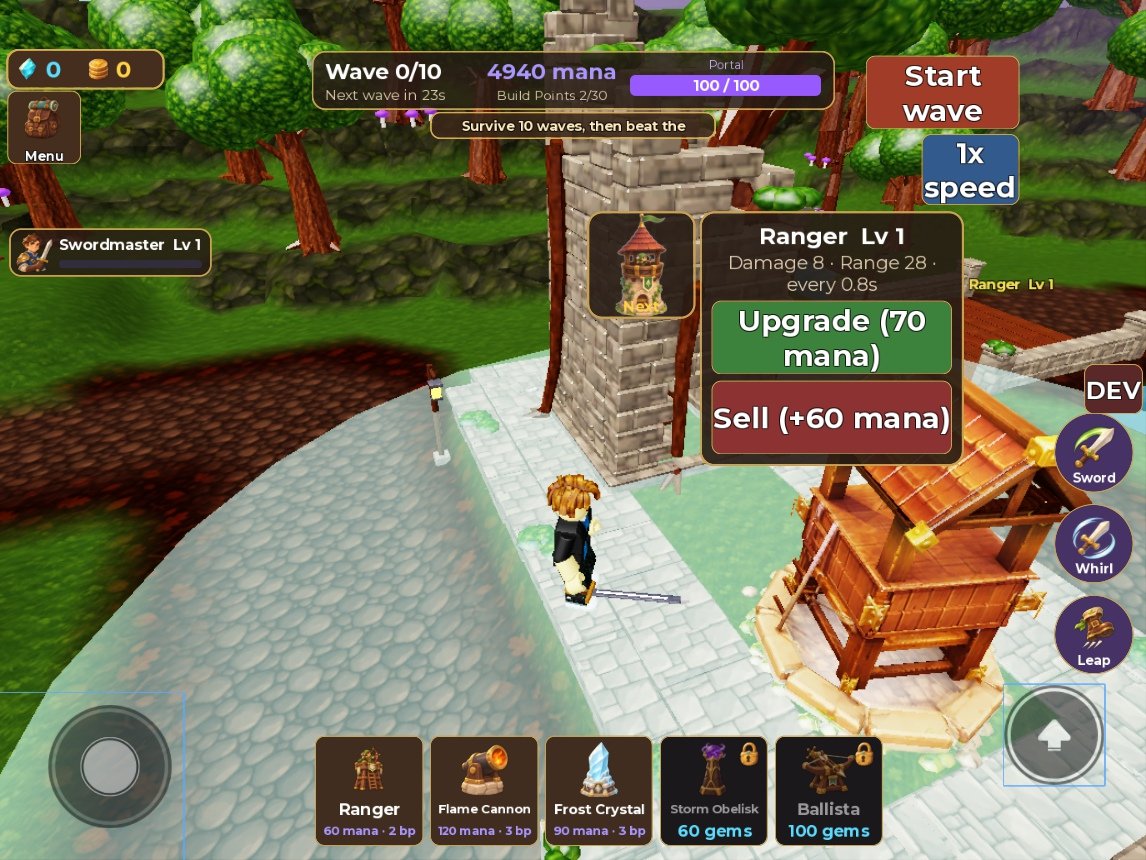 0 0
Menu
Wave 0/10
Next wave in 23s
4940 mana
Build Points 2/30
Portal
100 / 100
Survive 10 waves, then beat the
Start
wave
1x
speed
Swordmaster Lv 1
Next
Ranger Lv 1
Damage 8 · Range 28 ·
every 0.8s
Upgrade (70
mana)
Sell (+60 mana)
Ranger Lv 1
DEV
Sword
Whirl
Leap
Ranger
60 mana · 2 bp
Flame Cannon
120 mana · 3 bp
Frost Crystal
90 mana · 3 bp
Storm Obelisk
60 gems
Ballista
100 gems